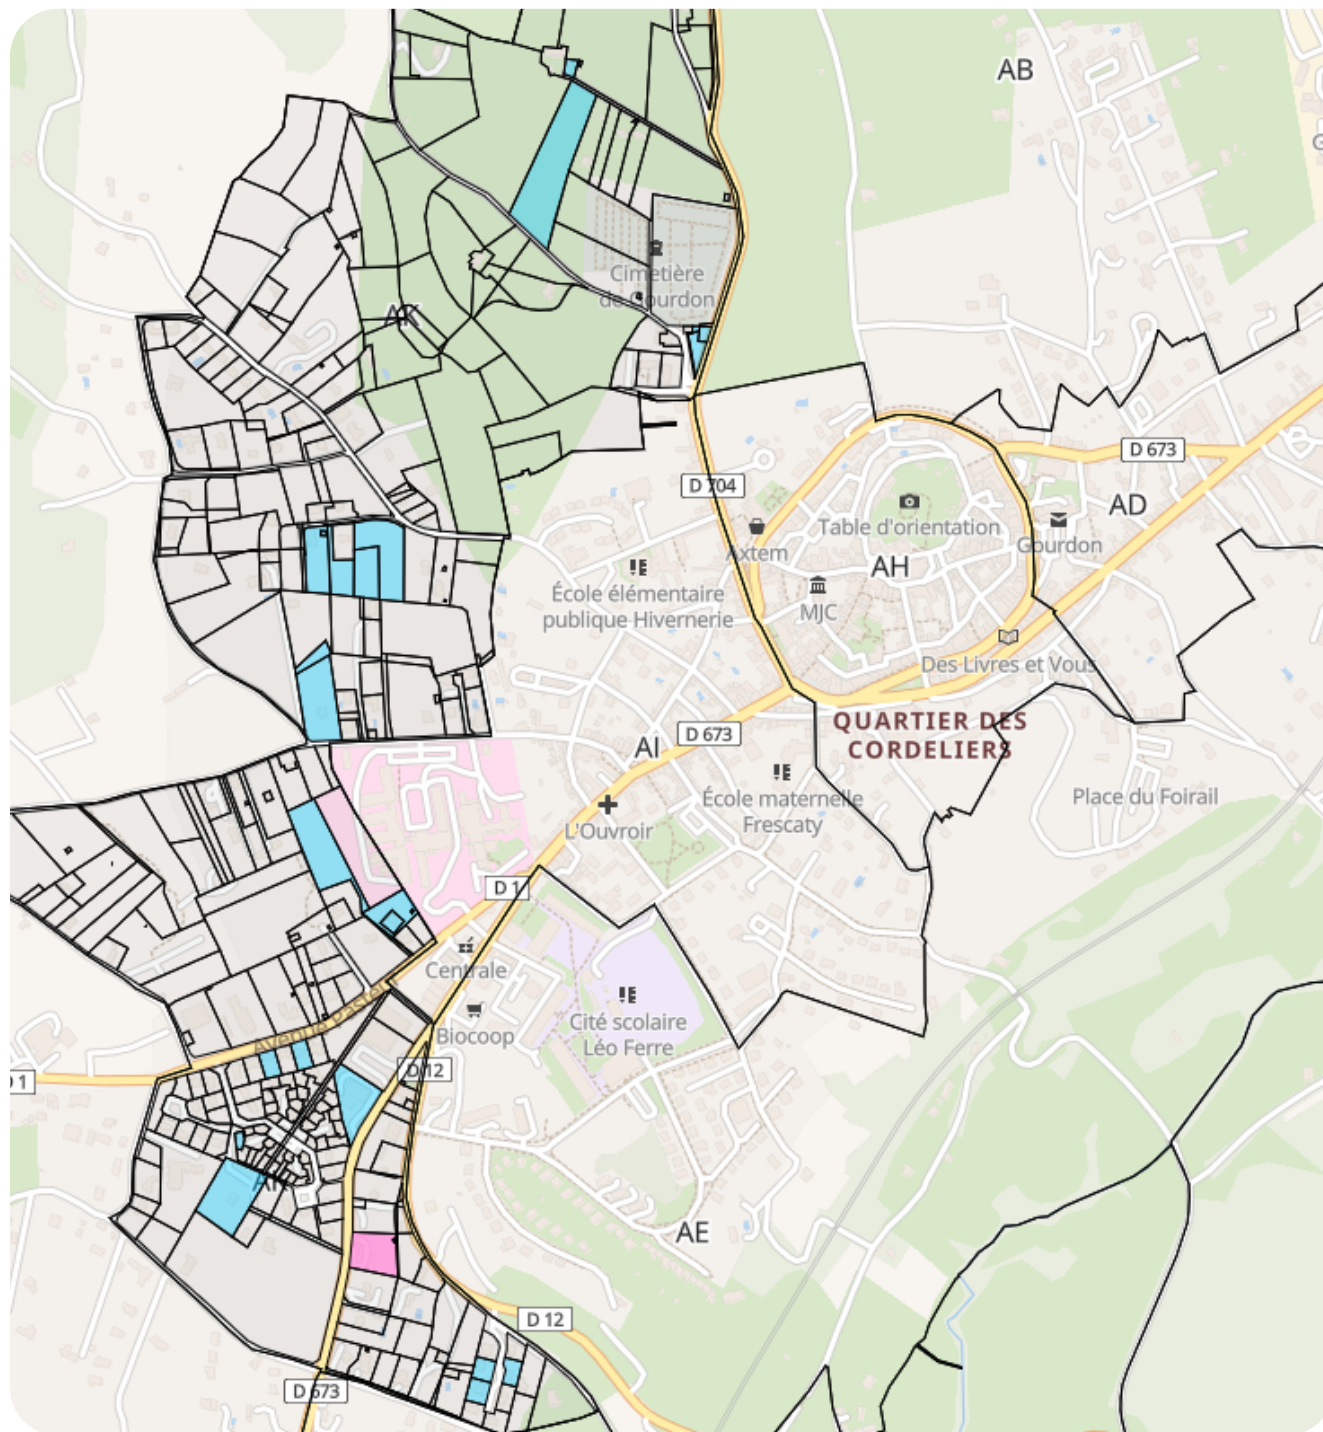 AB
G
Cimetière
de Gourdon
AK
D 673
D 704
AD
Table d'orientation
Axtem
Gourdon
AH
École élémentaire
publique Hivernerie
MJC
Des Livres et Vous
QUARTIER DES
CORDELIERS
D 673
AI
École maternelle
Frescaty
Place du Foirail
L'Ouvroir
D 1
Centrale
Cité scolaire
Léo Ferre
Biocoop
Avenue Pasteur
D 12
D 1
AE
D 12
D 673